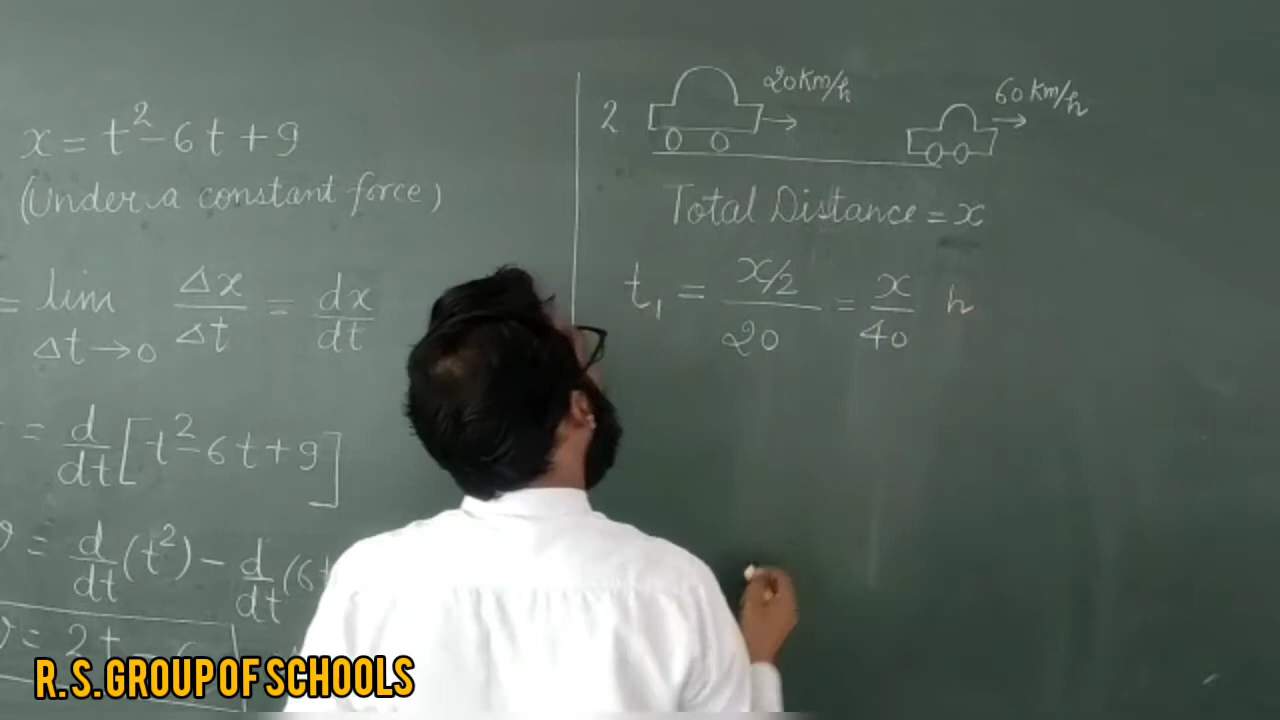 x = t² - 6t + 9
(Under a constant force)
= lim Δx/Δt = dx/dt
Δt→0
= d/dt [t² - 6t + 9]
= d/dt (t²) - d/dt (6t
v = 2t - 6
2
20 Km/h
60 Km/h
Total Distance = x
t₁ = x/2 / 20 = x/40 h
R. S. GROUP OF SCHOOLS